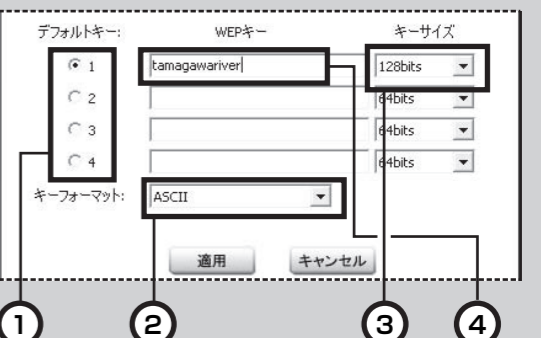 デフォルトキー: WEPキー キーサイズ
1 tamagawariver 128bits
2 64bits
3 64bits
4 64bits
キーフォーマット: ASCII
適用 キャンセル
1 2 3 4